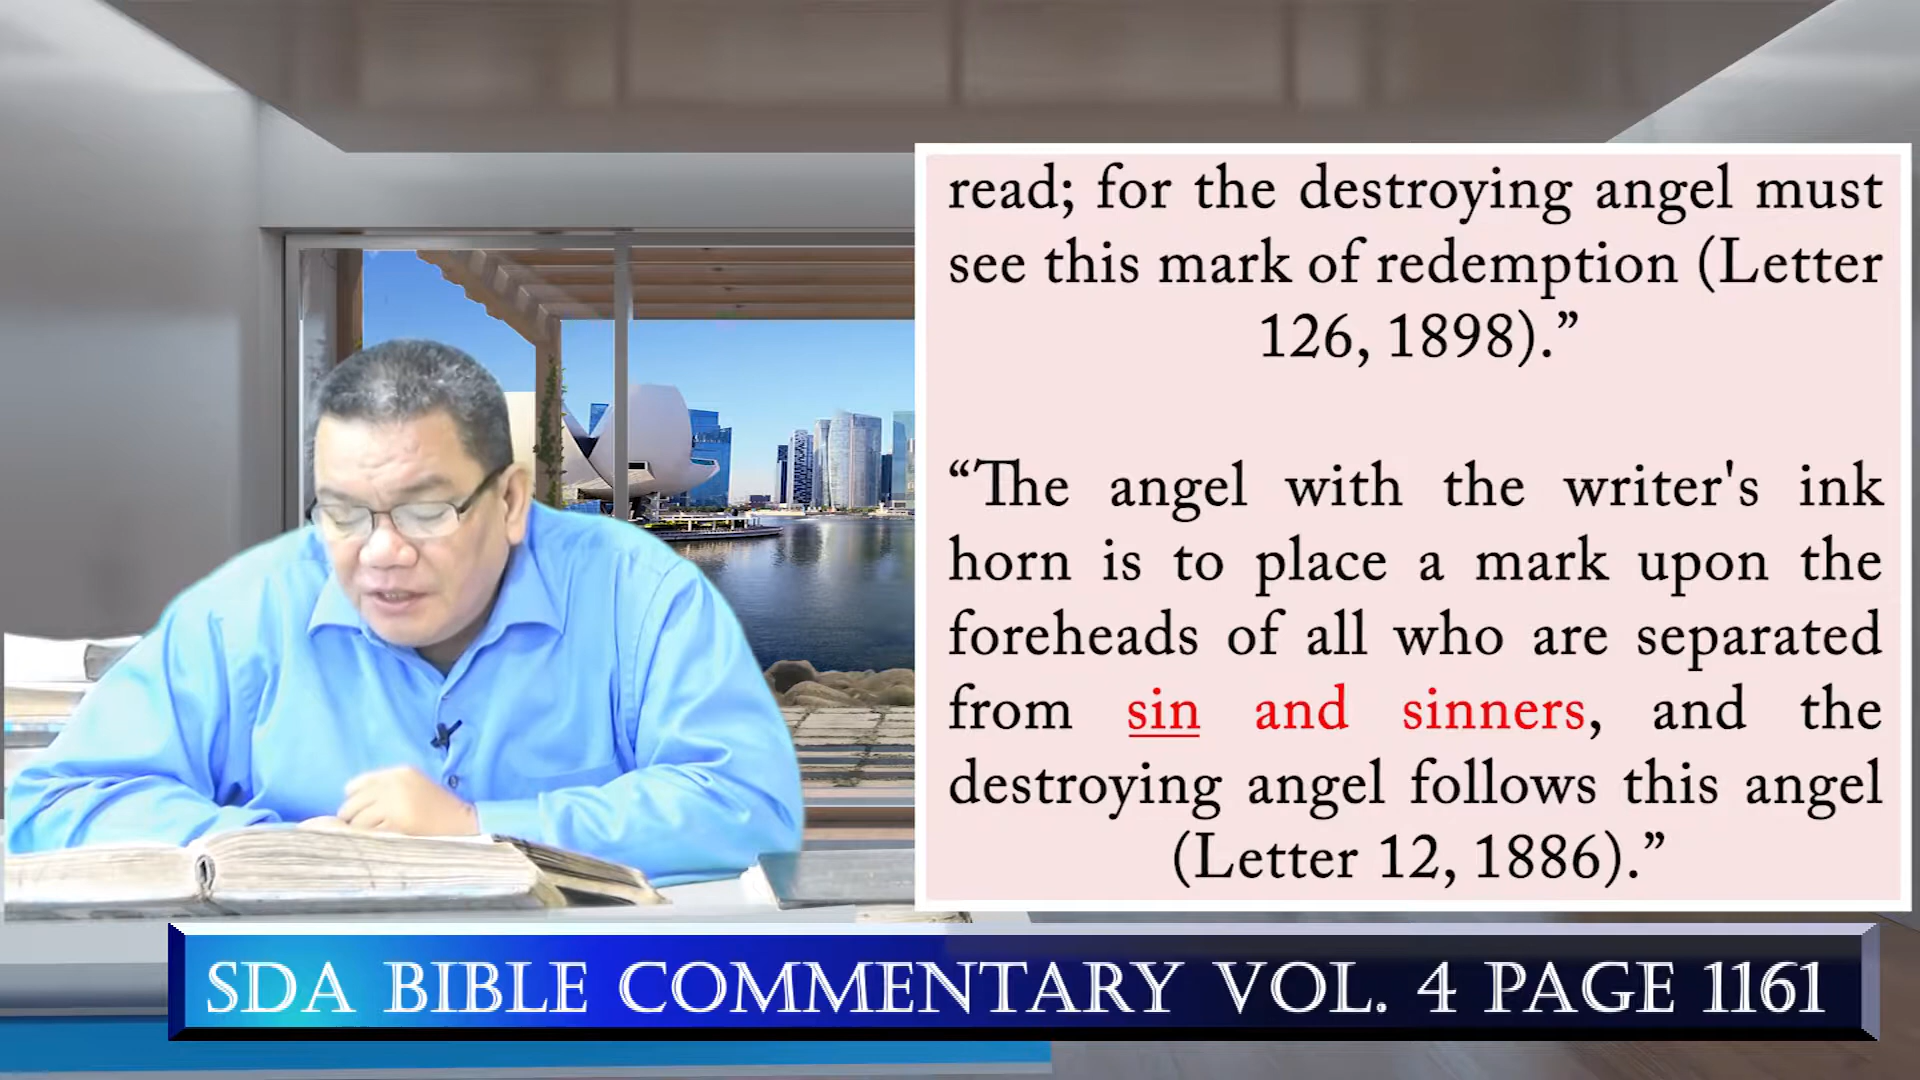 read; for the destroying angel must
see this mark of redemption (Letter
126, 1898).”
“The angel with the writer's ink
horn is to place a mark upon the
foreheads of all who are separated
from sin and sinners, and the
destroying angel follows this angel
(Letter 12, 1886).”
SDA BIBLE COMMENTARY VOL. 4 PAGE 1161